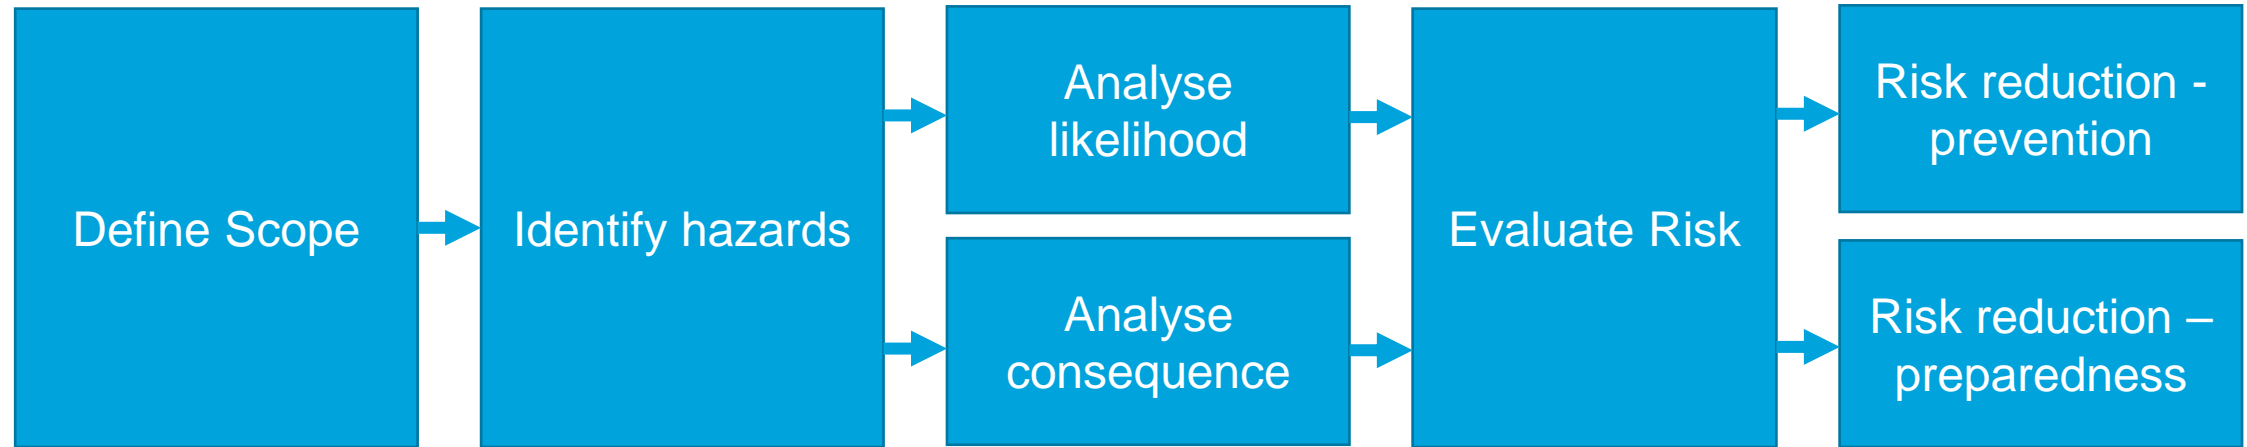 Define Scope
Identify hazards
Analyse
likelihood
Analyse
consequence
Evaluate Risk
Risk reduction -
prevention
Risk reduction –
preparedness